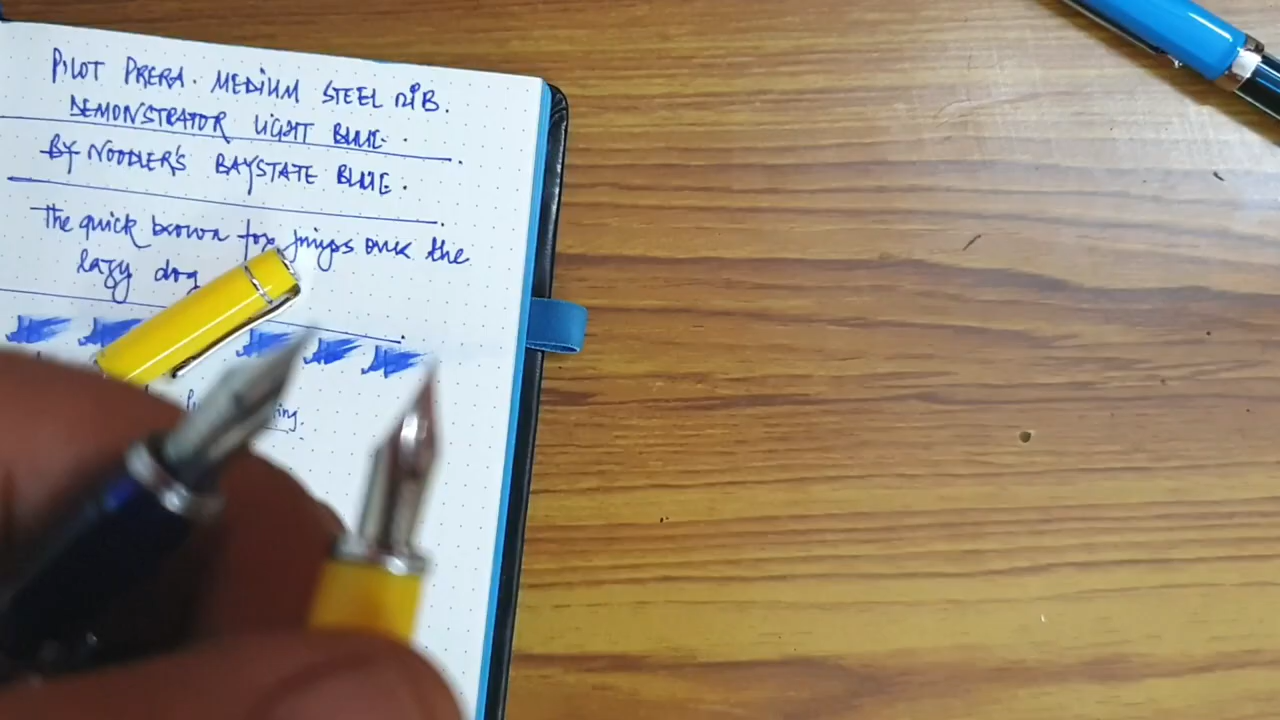 PILOT PRERA. MEDIUM STEEL NIB.
DEMONSTRATOR LIGHT BLUE.
BY NOODLER'S BAYSTATE BLUE.
The quick brown fox jumps over the
lazy dog